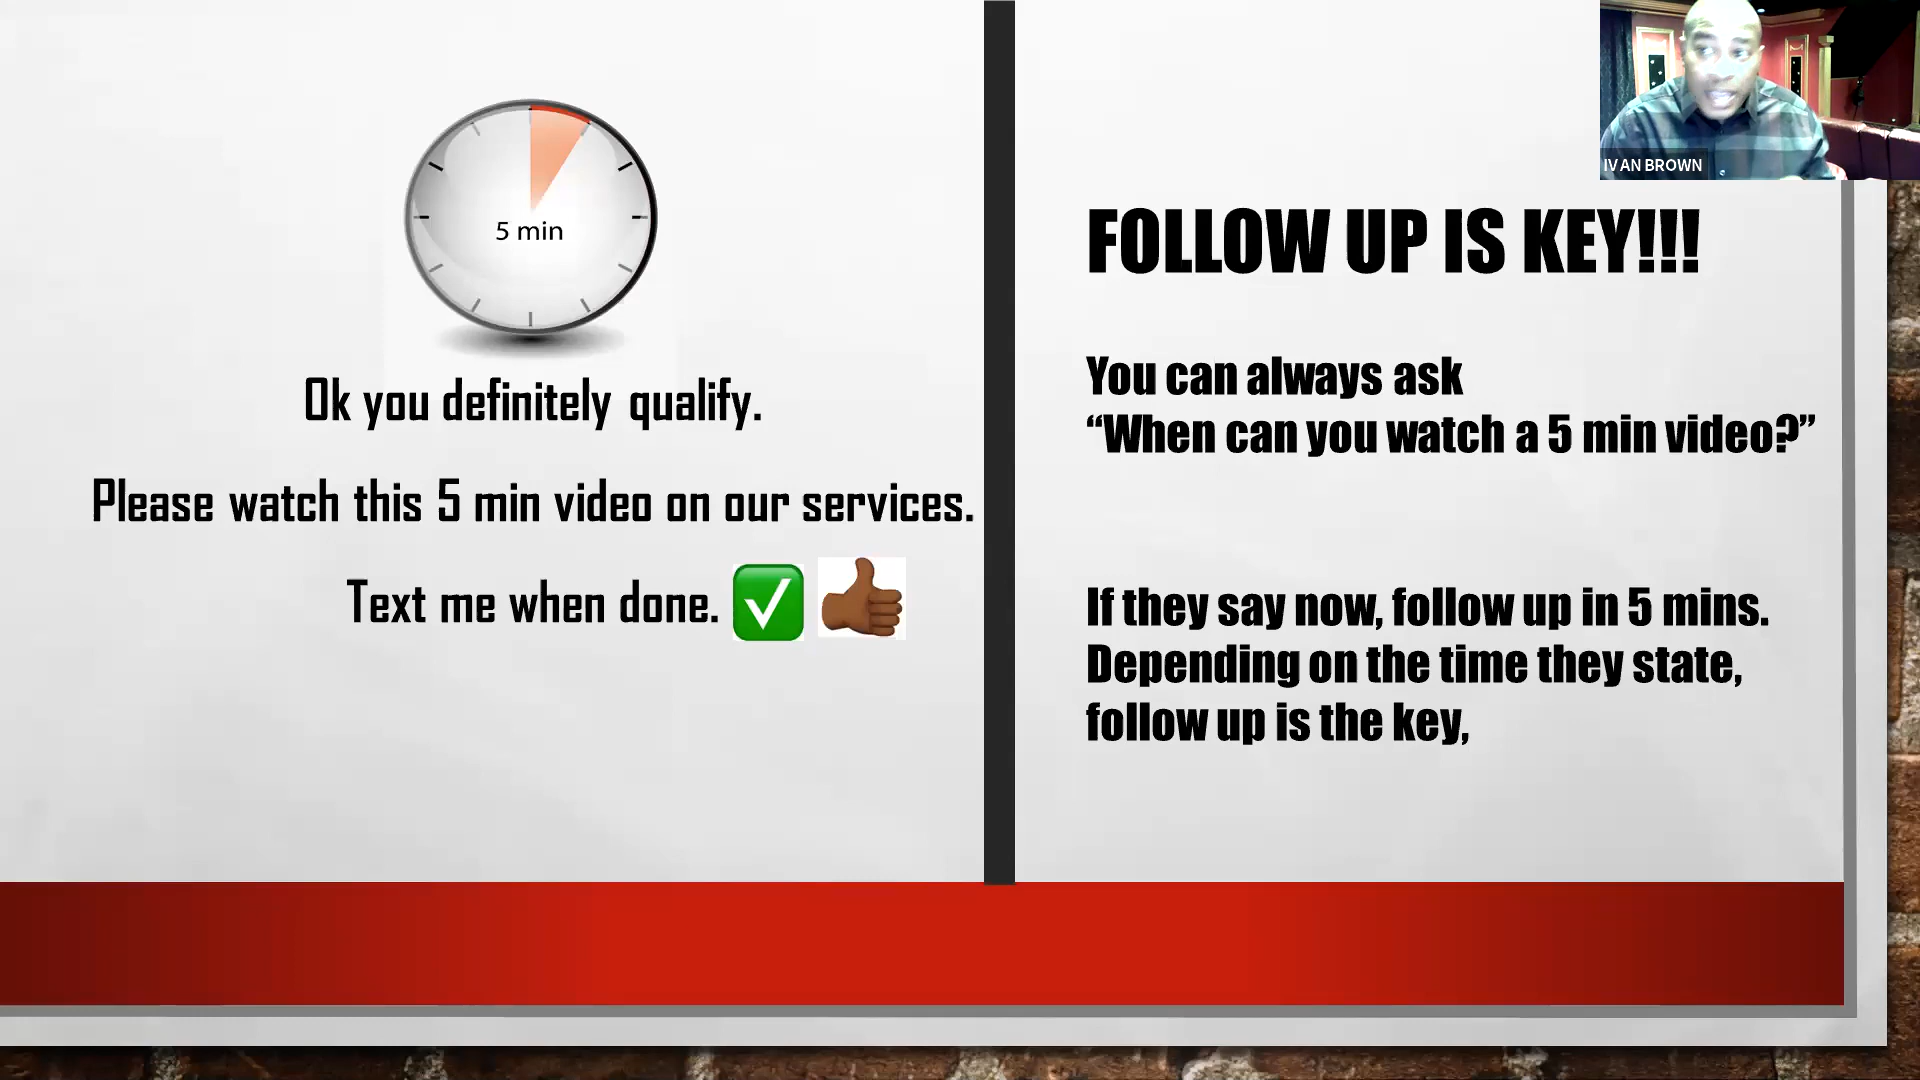 5 min
Ok you definitely qualify.
Please watch this 5 min video on our services.
Text me when done.
IVAN BROWN
FOLLOW UP IS KEY!!!
You can always ask
“When can you watch a 5 min video?”
If they say now, follow up in 5 mins.
Depending on the time they state,
follow up is the key,